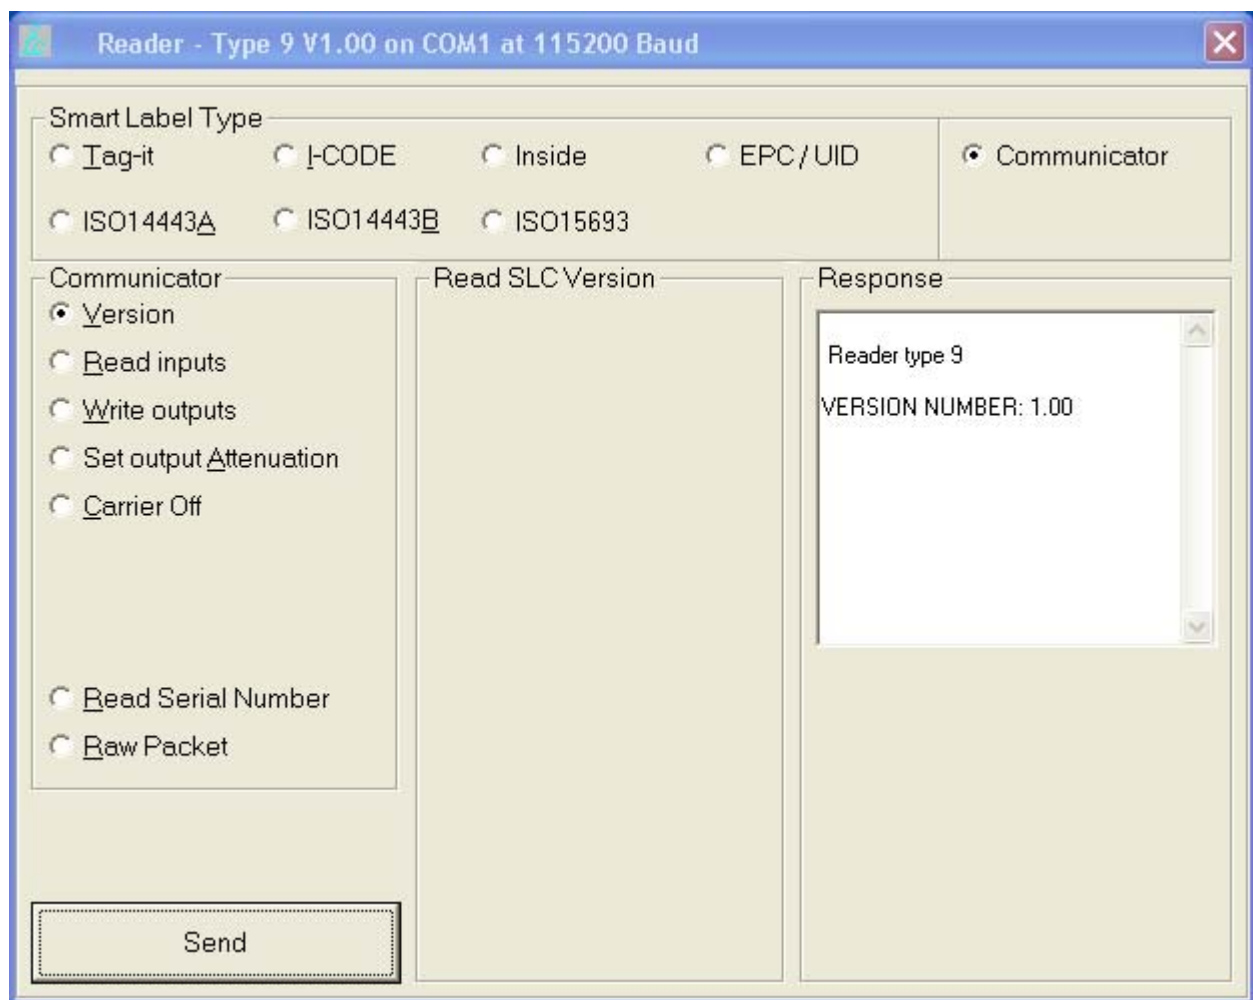 Reader - Type 9 V1.00 on COM1 at 115200 Baud
Smart Label Type
Tag-it I-CODE Inside EPC / UID Communicator
ISO14443A ISO14443B ISO15693
Communicator
Version
Read inputs
Write outputs
Set output Attenuation
Carrier Off
Read Serial Number
Raw Packet
Send
Read SLC Version
Response
Reader type 9
VERSION NUMBER: 1.00